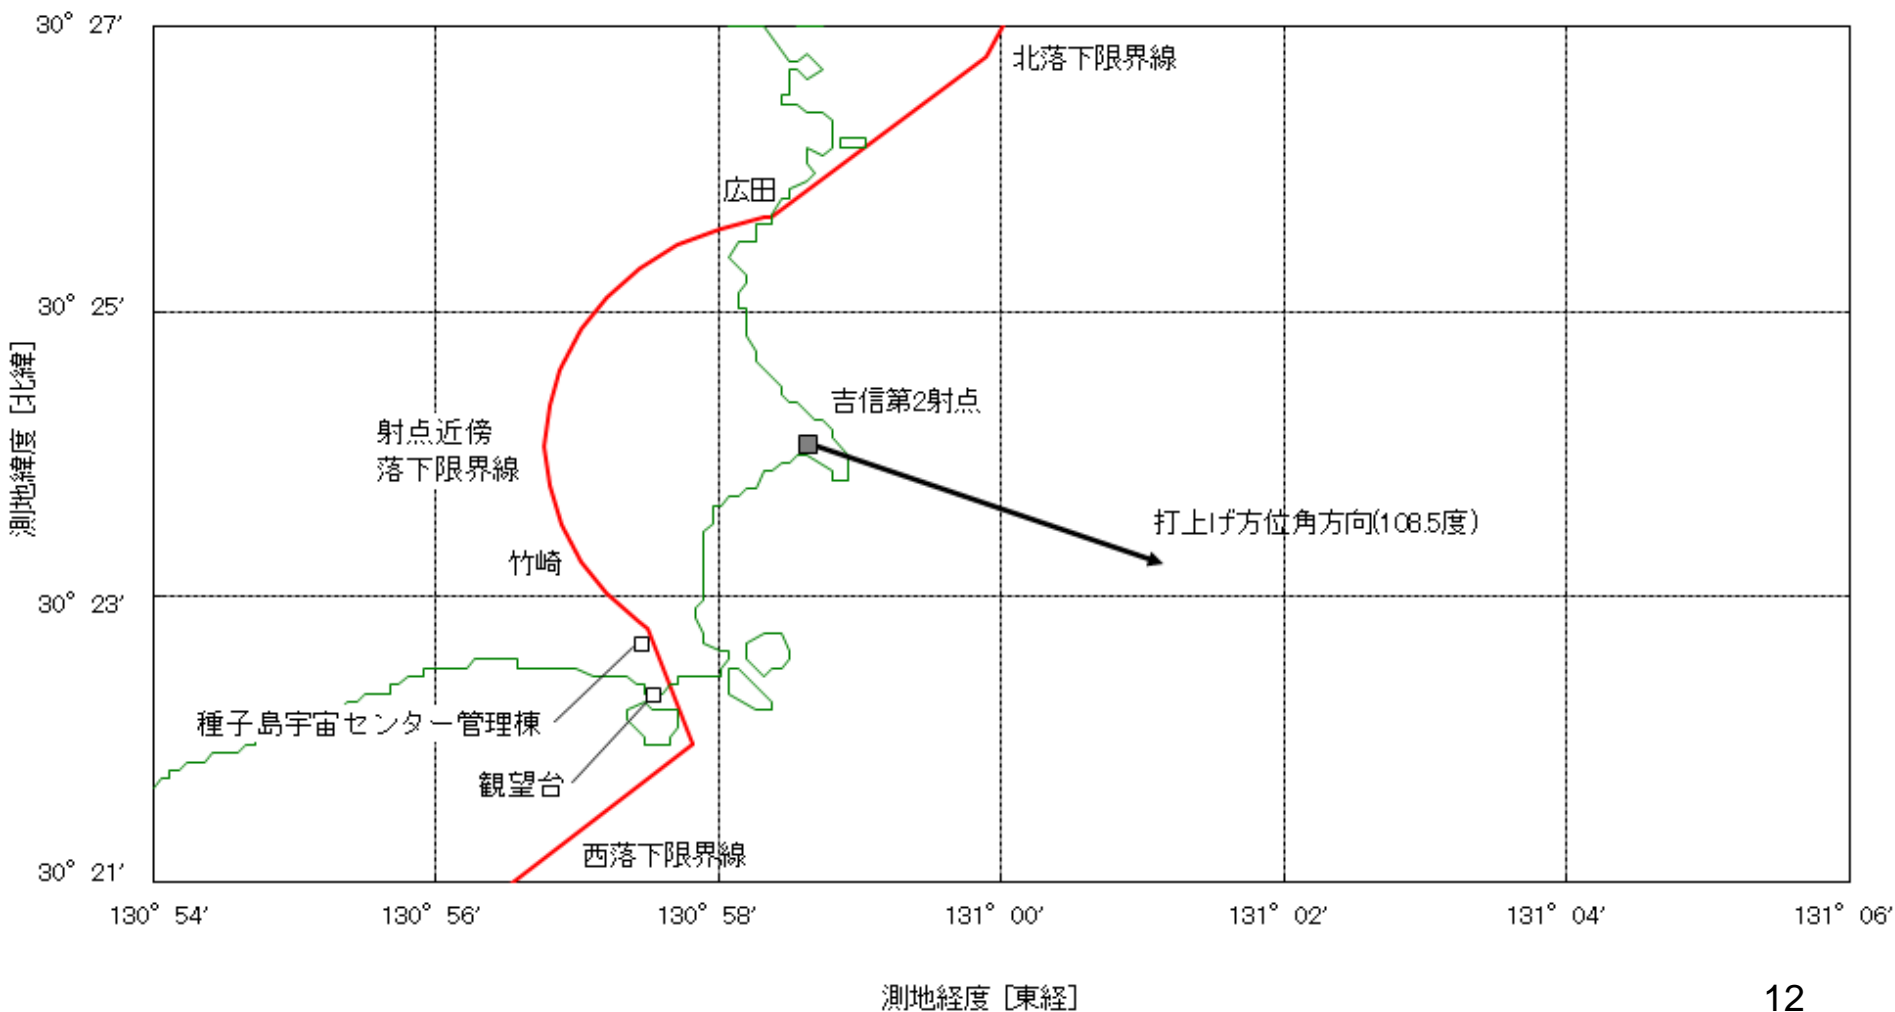 30° 27′
北落下限界線
広田
30° 25′
測地緯度 [北緯]
吉信第2射点
射点近傍
落下限界線
打上げ方位角方向(108.5度)
竹崎
30° 23′
種子島宇宙センター管理棟
観望台
西落下限界線
30° 21′
130° 54′ 130° 56′ 130° 58′ 131° 00′ 131° 02′ 131° 04′ 131° 06′
測地経度 [東経]
12